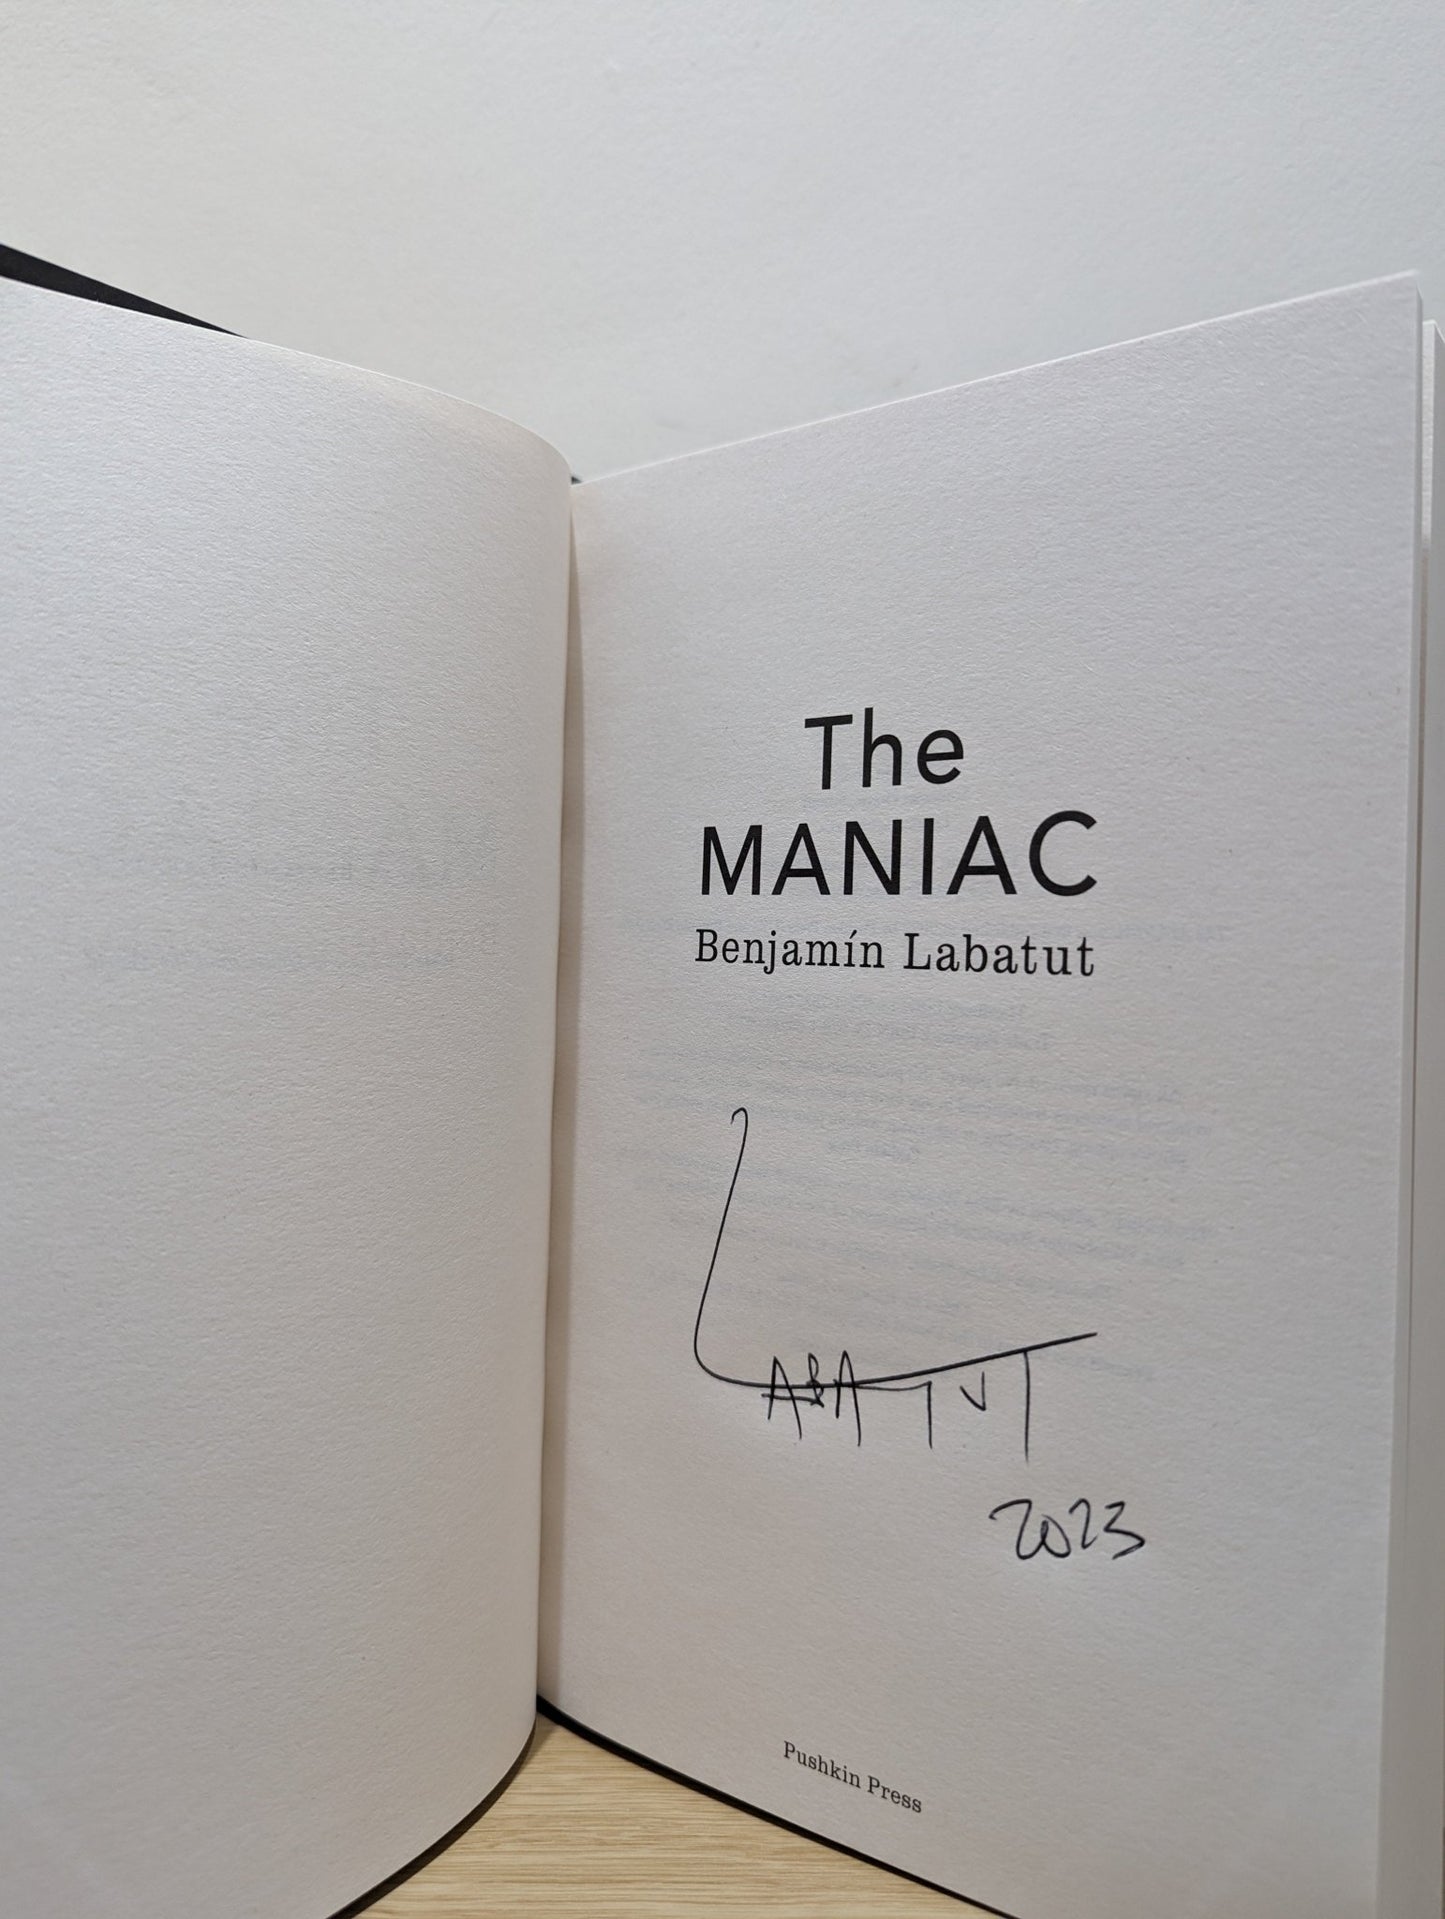 The
MANIAC
Benjamín Labatut
LABATUT
2023
Pushkin Press